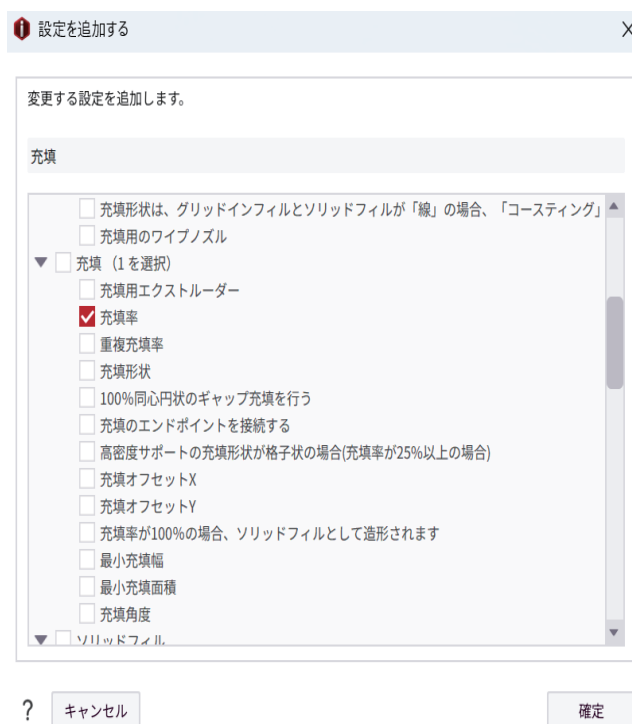 設定を追加する
変更する設定を追加します。
充填
充填形状は、グリッドインフィルとソリッドフィルが「線」の場合、「コースティング」
充填用のワイプノズル
充填 （1 を選択）
充填用エクストルーダー
充填率
重複充填率
充填形状
100%同心円状のギャップ充填を行う
充填のエンドポイントを接続する
高密度サポートの充填形状が格子状の場合(充填率が25%以上の場合)
充填オフセットX
充填オフセットY
充填率が100%の場合、ソリッドフィルとして造形されます
最小充填幅
最小充填面積
充填角度
ソリッドフィル
? キャンセル 確定